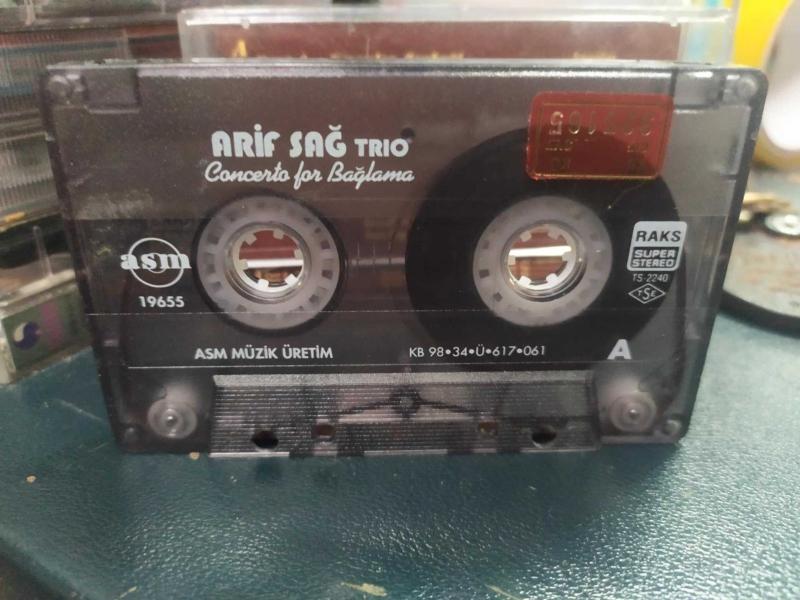 ARİF SAĞ TRIO
Concerto for Bağlama
asm
19655
RAKS
SUPER
STEREO
TS-2240
TSE
ASM MÜZİK ÜRETİM
KB 98•34•Ü•617•061
A